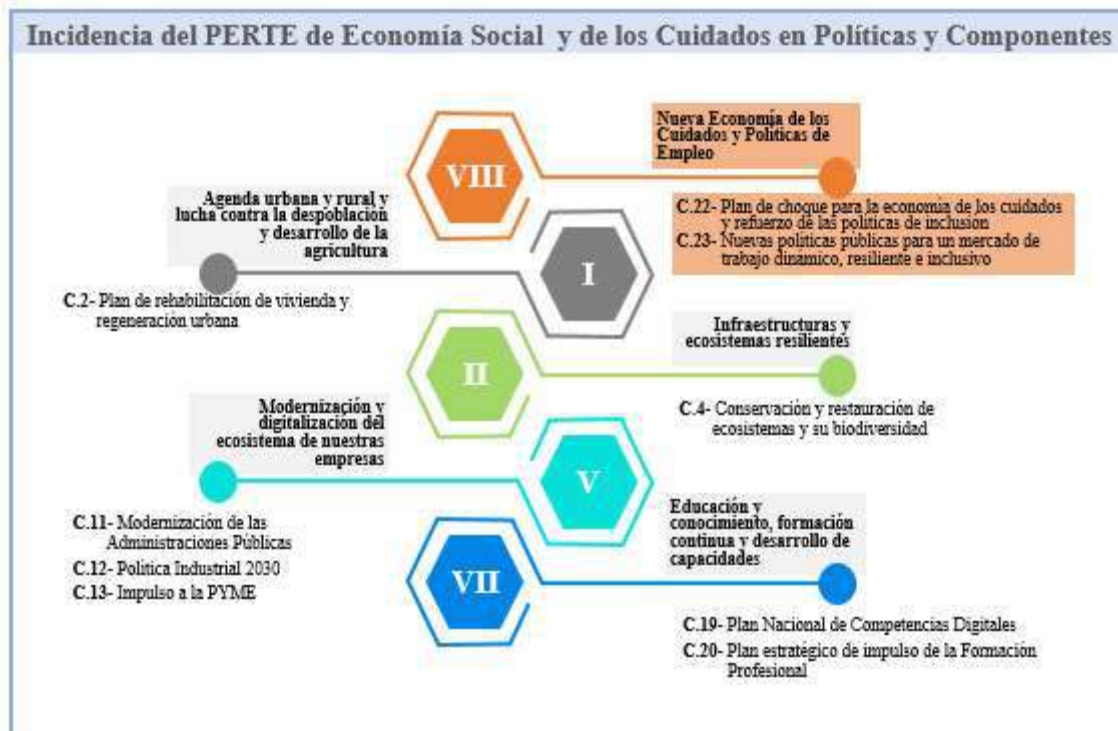 Incidencia del PERTE de Economía Social y de los Cuidados en Políticas y Componentes
VIII
Nueva Economía de los
Cuidados y Políticas de
Empleo
C.22- Plan de choque para la economía de los cuidados
y refuerzo de las políticas de inclusión
C.23- Nuevas políticas públicas para un mercado de
trabajo dinámico, resiliente e inclusivo
Agenda urbana y rural y
lucha contra la despoblación
y desarrollo de la
agricultura
I
C.2- Plan de rehabilitación de vivienda y
regeneración urbana
II
Infraestructuras y
ecosistemas resilientes
C.4- Conservación y restauración de
ecosistemas y su biodiversidad
Modernización y
digitalización del
ecosistema de nuestras
empresas
V
C.11- Modernización de las
Administraciones Públicas
C.12- Política Industrial 2030
C.13- Impulso a la PYME
VII
Educación y
conocimiento, formación
continua y desarrollo de
capacidades
C.19- Plan Nacional de Competencias Digitales
C.20- Plan estratégico de impulso de la Formación
Profesional